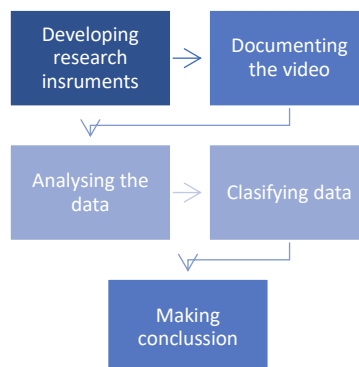 Developing
research
insruments
Documenting
the video
Analysing the
data
Clasifying data
Making
conclussion